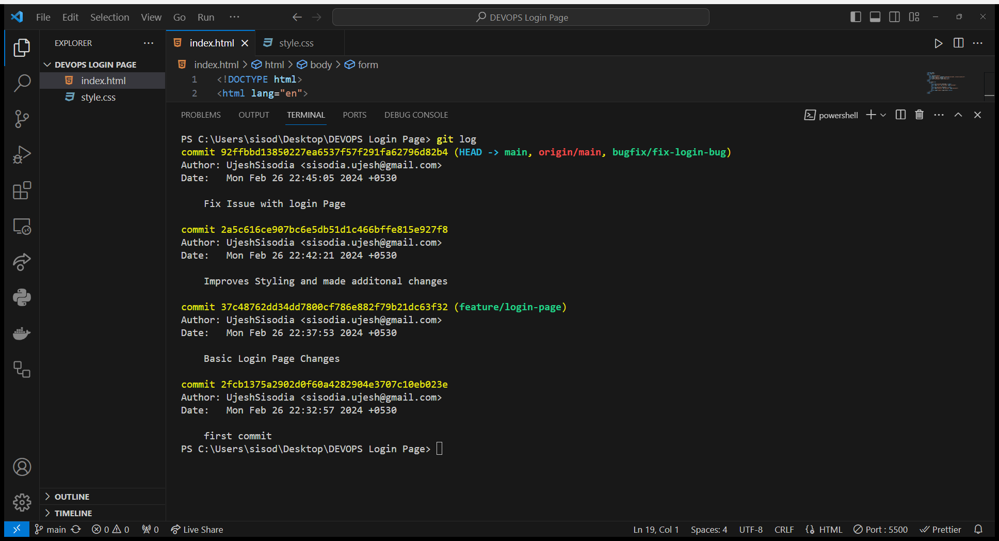 File Edit Selection View Go Run ··· DEVOPS Login Page
EXPLORER ··· index.html style.css
DEVOPS LOGIN PAGE
index.html
style.css
index.html > html > body > form
1 <!DOCTYPE html>
2 <html lang="en">
PROBLEMS OUTPUT TERMINAL PORTS DEBUG CONSOLE powershell
PS C:\Users\sisod\Desktop\DEVOPS Login Page> git log
commit 92ffbbd13850227ea6537f57f291fa62796d82b4 (HEAD -> main, origin/main, bugfix/fix-login-bug)
Author: UjeshSisodia <sisodia.ujesh@gmail.com>
Date:   Mon Feb 26 22:45:05 2024 +0530
Fix Issue with login Page
commit 2a5c616ce907bc6e5db51d1c466bffe815e927f8
Author: UjeshSisodia <sisodia.ujesh@gmail.com>
Date:   Mon Feb 26 22:42:21 2024 +0530
Improves Styling and made additonal changes
commit 37c48762dd34dd7800cf786e882f79b21dc63f32 (feature/login-page)
Author: UjeshSisodia <sisodia.ujesh@gmail.com>
Date:   Mon Feb 26 22:37:53 2024 +0530
Basic Login Page Changes
commit 2fcb1375a2902d0f60a4282904e3707c10eb023e
Author: UjeshSisodia <sisodia.ujesh@gmail.com>
Date:   Mon Feb 26 22:32:57 2024 +0530
first commit
PS C:\Users\sisod\Desktop\DEVOPS Login Page>
OUTLINE
TIMELINE
main 0 0 0 Live Share Ln 19, Col 1 Spaces: 4 UTF-8 CRLF HTML Port : 5500 Prettier